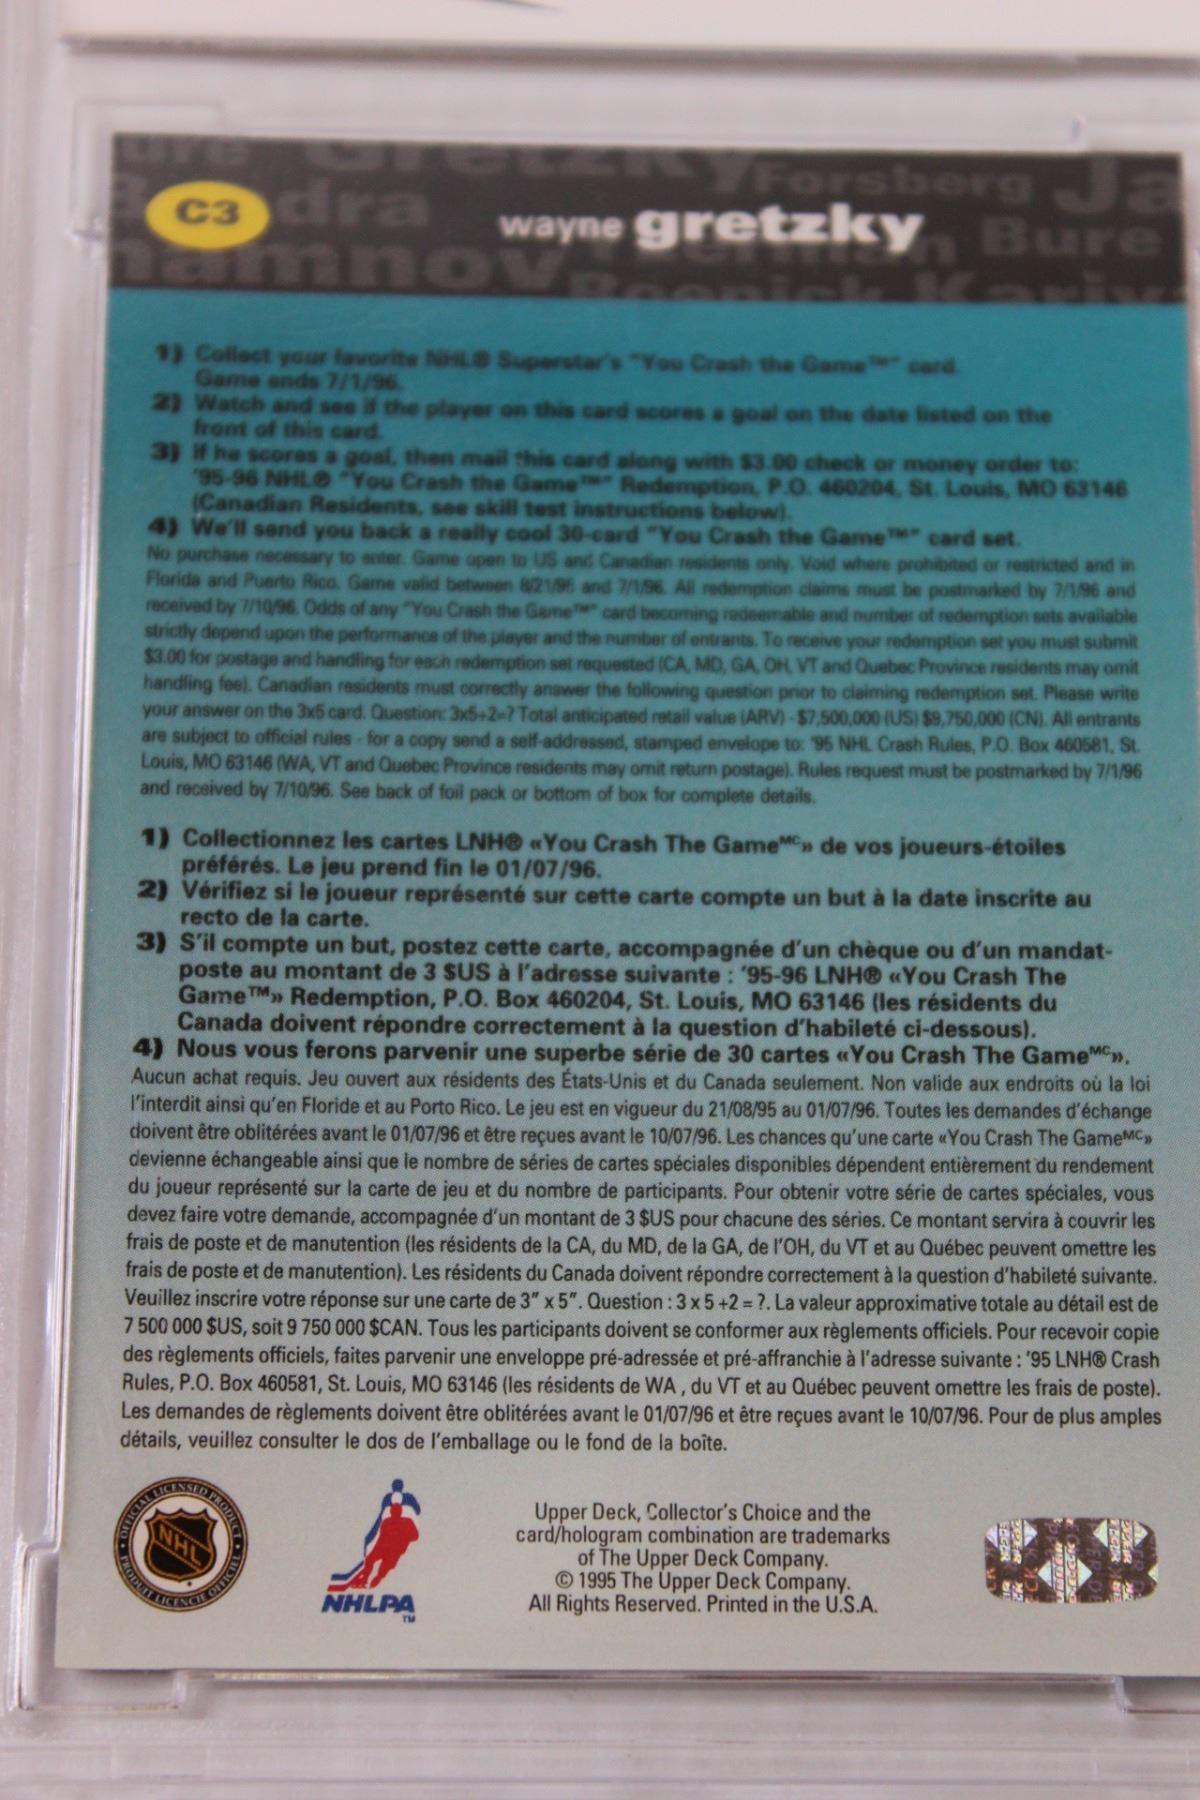 ure Gretzky Forsberg Ja
C3 dra wayne gretzky Bure
hamnov Roenick Kariy
1) Collect your favorite NHL® Superstar's "You Crash the Game™" card.
Game ends 7/1/96.
2) Watch and see if the player on this card scores a goal on the date listed on the
front of this card.
3) If he scores a goal, then mail this card along with $3.00 check or money order to:
'95-96 NHL® "You Crash the Game™" Redemption, P.O. 460204, St. Louis, MO 63146
(Canadian Residents, see skill test instructions below).
4) We'll send you back a really cool 30-card "You Crash the Game™" card set.
No purchase necessary to enter. Game open to US and Canadian residents only. Void where prohibited or restricted and in
Florida and Puerto Rico. Game valid between 8/21/95 and 7/1/96. All redemption claims must be postmarked by 7/1/96 and
received by 7/10/96. Odds of any "You Crash the Game™" card becoming redeemable and number of redemption sets available
strictly depend upon the performance of the player and the number of entrants. To receive your redemption set you must submit
$3.00 for postage and handling for each redemption set requested (CA, MD, GA, OH, VT and Quebec Province residents may omit
handling fee). Canadian residents must correctly answer the following question prior to claiming redemption set. Please write
your answer on the 3x5 card. Question: 3x5+2=? Total anticipated retail value (ARV) - $7,500,000 (US) $9,750,000 (CN). All entrants
are subject to official rules - for a copy send a self-addressed, stamped envelope to: '95 NHL Crash Rules, P.O. Box 460581, St.
Louis, MO 63146 (WA, VT and Quebec Province residents may omit return postage). Rules request must be postmarked by 7/1/96
and received by 7/10/96. See back of foil pack or bottom of box for complete details.
1) Collectionnez les cartes LNH® «You Crash The Game™ᶜ» de vos joueurs-étoiles
préférés. Le jeu prend fin le 01/07/96.
2) Vérifiez si le joueur représenté sur cette carte compte un but à la date inscrite au
recto de la carte.
3) S'il compte un but, postez cette carte, accompagnée d'un chèque ou d'un mandat-
poste au montant de 3 $US à l'adresse suivante : '95-96 LNH® «You Crash The
Game™» Redemption, P.O. Box 460204, St. Louis, MO 63146 (les résidents du
Canada doivent répondre correctement à la question d'habileté ci-dessous).
4) Nous vous ferons parvenir une superbe série de 30 cartes «You Crash The Gameᴹᶜ».
Aucun achat requis. Jeu ouvert aux résidents des États-Unis et du Canada seulement. Non valide aux endroits où la loi
l'interdit ainsi qu'en Floride et au Porto Rico. Le jeu est en vigueur du 21/08/95 au 01/07/96. Toutes les demandes d'échange
doivent être oblitérées avant le 01/07/96 et être reçues avant le 10/07/96. Les chances qu'une carte «You Crash The Gameᴹᶜ»
devienne échangeable ainsi que le nombre de séries de cartes spéciales disponibles dépendent entièrement du rendement
du joueur représenté sur la carte de jeu et du nombre de participants. Pour obtenir votre série de cartes spéciales, vous
devez faire votre demande, accompagnée d'un montant de 3 $US pour chacune des séries. Ce montant servira à couvrir les
frais de poste et de manutention (les résidents de la CA, du MD, de la GA, de l'OH, du VT et au Québec peuvent omettre les
frais de poste et de manutention). Les résidents du Canada doivent répondre correctement à la question d'habileté suivante.
Veuillez inscrire votre réponse sur une carte de 3" x 5". Question : 3 x 5 +2 = ?. La valeur approximative totale au détail est de
7 500 000 $US, soit 9 750 000 $CAN. Tous les participants doivent se conformer aux règlements officiels. Pour recevoir copie
des règlements officiels, faites parvenir une enveloppe pré-adressée et pré-affranchie à l'adresse suivante : '95 LNH® Crash
Rules, P.O. Box 460581, St. Louis, MO 63146 (les résidents de WA , du VT et au Québec peuvent omettre les frais de poste).
Les demandes de règlements doivent être oblitérées avant le 01/07/96 et être reçues avant le 10/07/96. Pour de plus amples
détails, veuillez consulter le dos de l'emballage ou le fond de la boîte.
OFFICIAL LICENSED PRODUCT
NHL
PRODUIT LICENCIE OFFICIEL
NHLPA™
Upper Deck, Collector's Choice and the
card/hologram combination are trademarks
of The Upper Deck Company.
© 1995 The Upper Deck Company.
All Rights Reserved. Printed in the U.S.A.